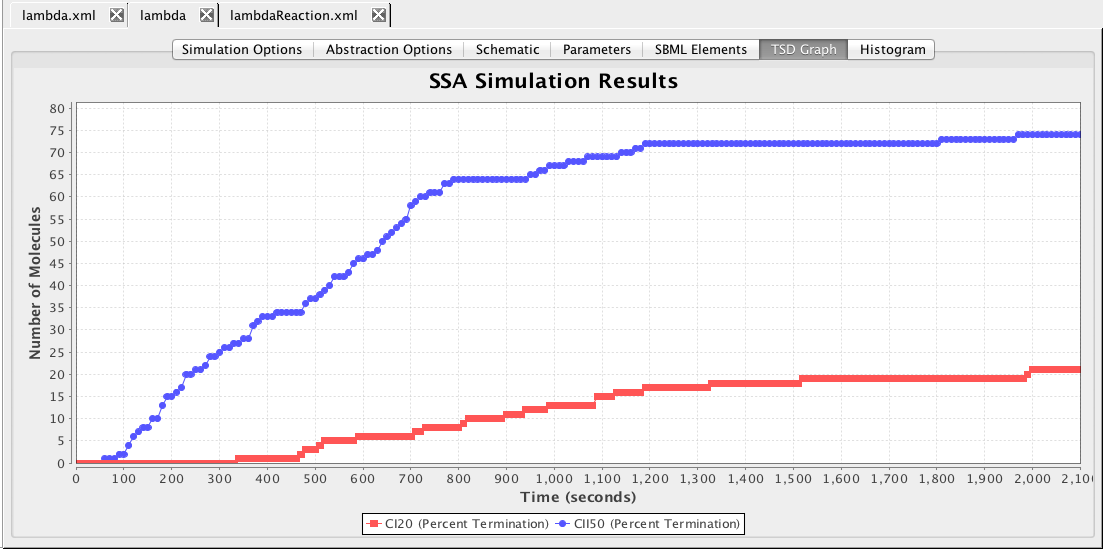 lambda.xml lambda lambdaReaction.xml
Simulation Options Abstraction Options Schematic Parameters SBML Elements TSD Graph Histogram
SSA Simulation Results
80
75
70
65
60
55
50
45
40
35
30
25
20
15
10
5
0
Number of Molecules
0 100 200 300 400 500 600 700 800 900 1,000 1,100 1,200 1,300 1,400 1,500 1,600 1,700 1,800 1,900 2,000 2,10
Time (seconds)
CI20 (Percent Termination) CII50 (Percent Termination)